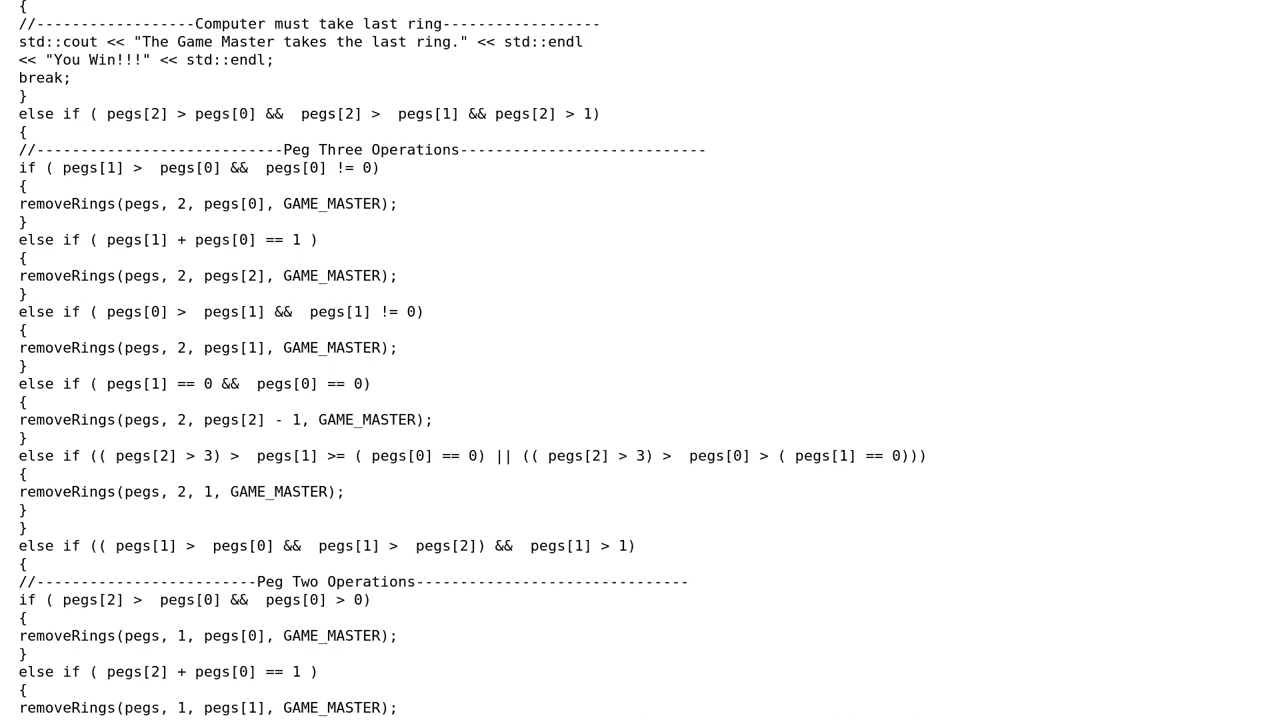 {
//------------------Computer must take last ring------------------
std::cout << "The Game Master takes the last ring." << std::endl
<< "You Win!!!" << std::endl;
break;
}
else if ( pegs[2] > pegs[0] &&  pegs[2] >  pegs[1] && pegs[2] > 1)
{
//----------------------------Peg Three Operations----------------------------
if ( pegs[1] >  pegs[0] &&  pegs[0] != 0)
{
removeRings(pegs, 2, pegs[0], GAME_MASTER);
}
else if ( pegs[1] + pegs[0] == 1 )
{
removeRings(pegs, 2, pegs[2], GAME_MASTER);
}
else if ( pegs[0] >  pegs[1] &&  pegs[1] != 0)
{
removeRings(pegs, 2, pegs[1], GAME_MASTER);
}
else if ( pegs[1] == 0 &&  pegs[0] == 0)
{
removeRings(pegs, 2, pegs[2] - 1, GAME_MASTER);
}
else if (( pegs[2] > 3) >  pegs[1] >= ( pegs[0] == 0) || (( pegs[2] > 3) >  pegs[0] > ( pegs[1] == 0)))
{
removeRings(pegs, 2, 1, GAME_MASTER);
}
}
else if (( pegs[1] >  pegs[0] &&  pegs[1] >  pegs[2]) &&  pegs[1] > 1)
{
//-------------------------Peg Two Operations-------------------------------
if ( pegs[2] >  pegs[0] &&  pegs[0] > 0)
{
removeRings(pegs, 1, pegs[0], GAME_MASTER);
}
else if ( pegs[2] + pegs[0] == 1 )
{
removeRings(pegs, 1, pegs[1], GAME_MASTER);